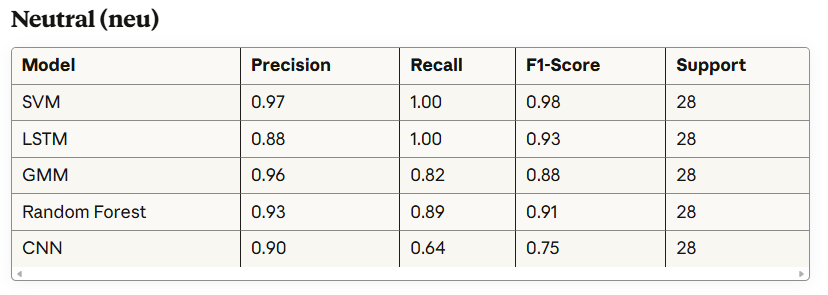 Neutral (neu)
Model Precision Recall F1-Score Support
SVM 0.97 1.00 0.98 28
LSTM 0.88 1.00 0.93 28
GMM 0.96 0.82 0.88 28
Random Forest 0.93 0.89 0.91 28
CNN 0.90 0.64 0.75 28